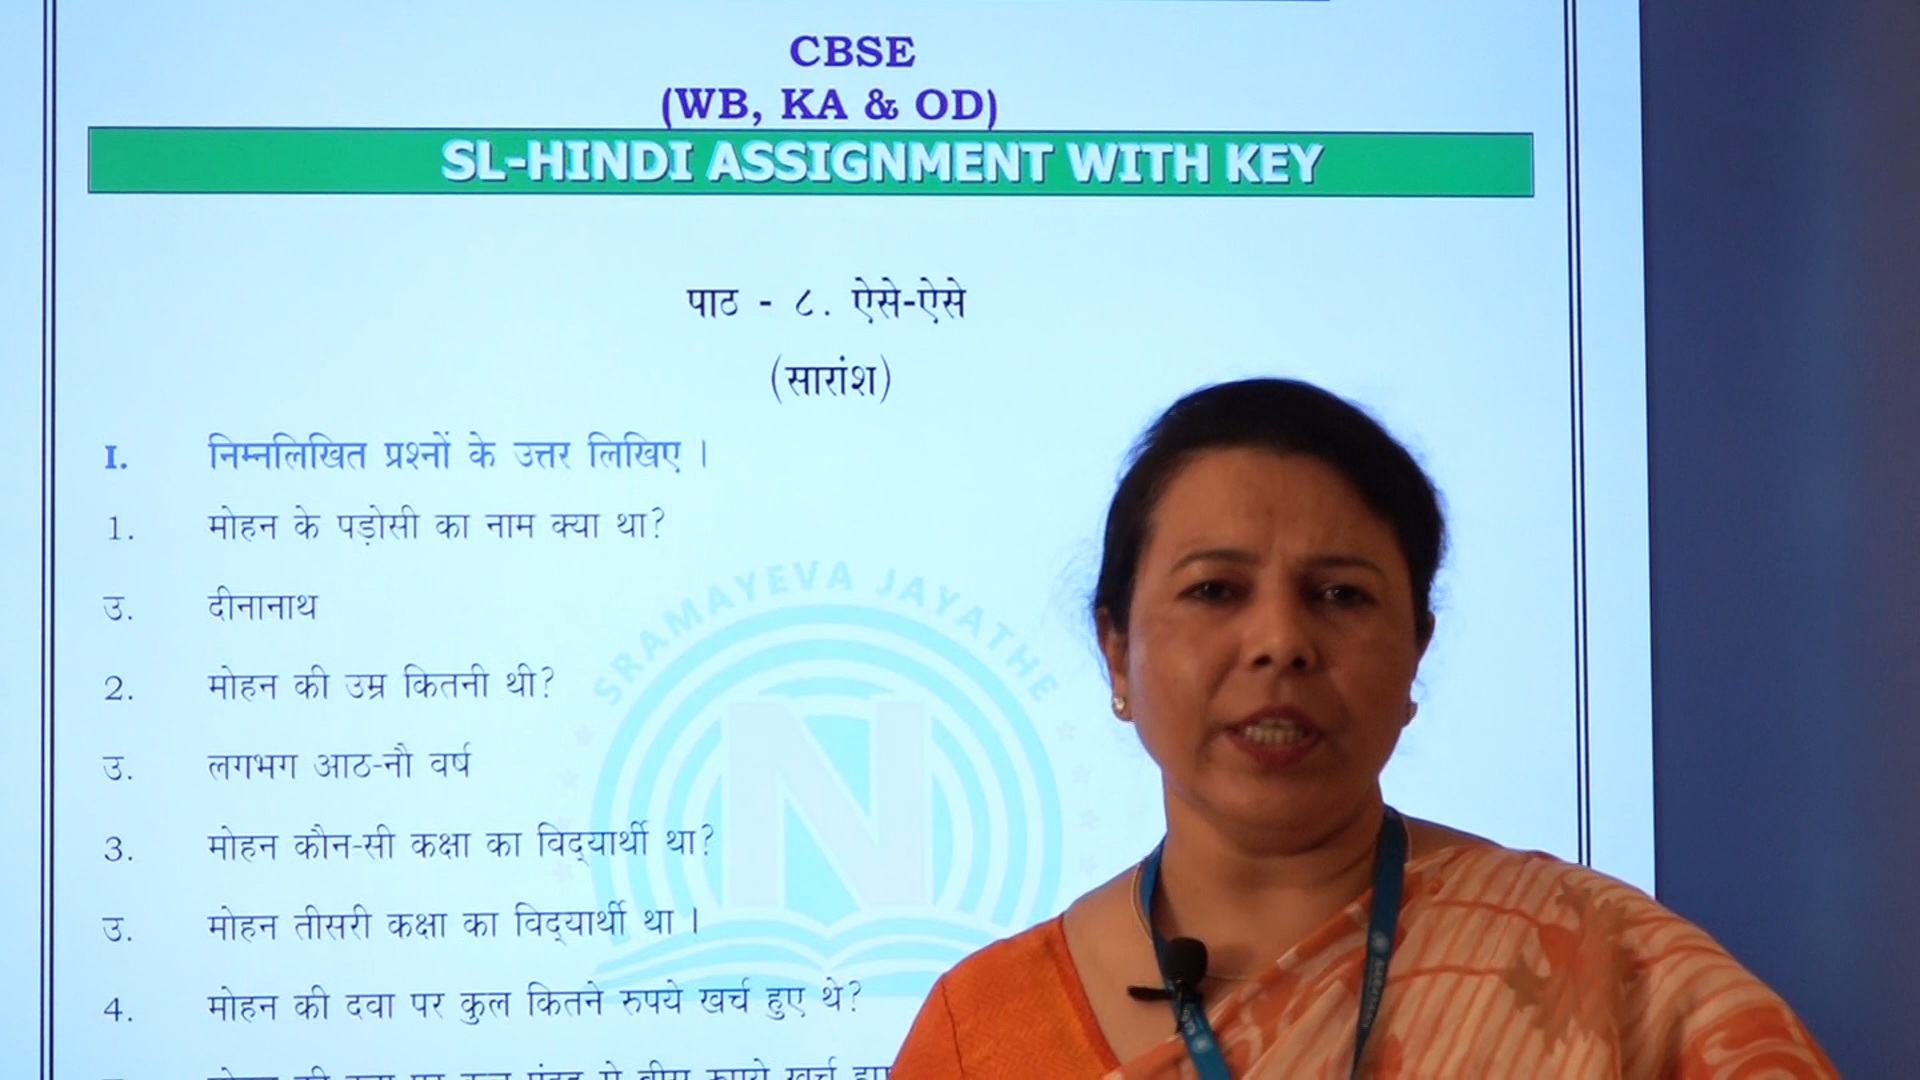 CBSE
(WB, KA & OD)
SL-HINDI ASSIGNMENT WITH KEY
पाठ - ८. ऐसे-ऐसे
(सारांश)
I. निम्नलिखित प्रश्नों के उत्तर लिखिए ।
1. मोहन के पड़ोसी का नाम क्या था?
उ. दीनानाथ
2. मोहन की उम्र कितनी थी?
उ. लगभग आठ-नौ वर्ष
3. मोहन कौन-सी कक्षा का विद्‌यार्थी था?
उ. मोहन तीसरी कक्षा का विद्‌यार्थी था ।
4. मोहन की दवा पर कुल कितने रुपये खर्च हुए थे?
SRAMAYEVA JAYATHE
N